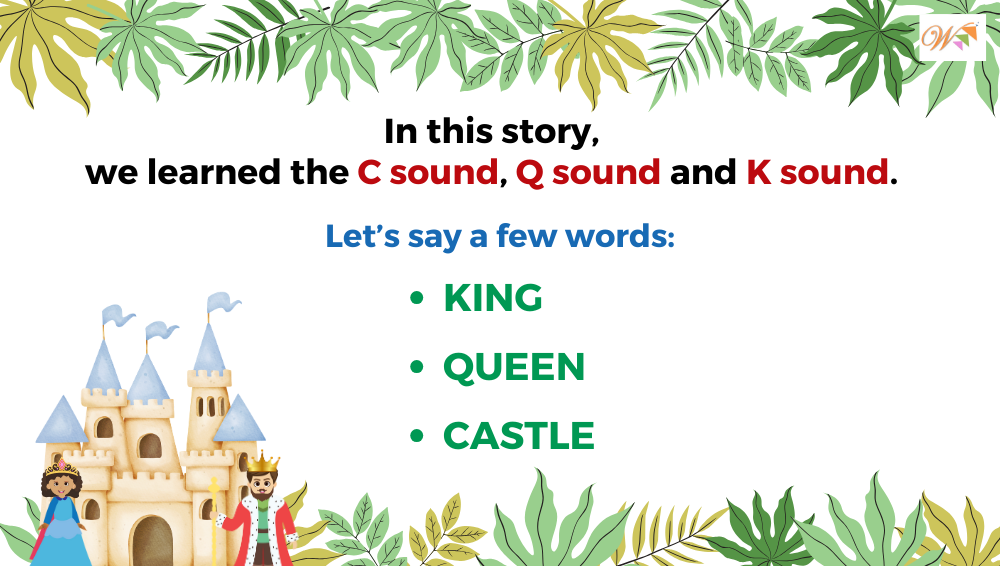 In this story,
we learned the C sound, Q sound and K sound.
Let's say a few words:
• KING
• QUEEN
• CASTLE
W